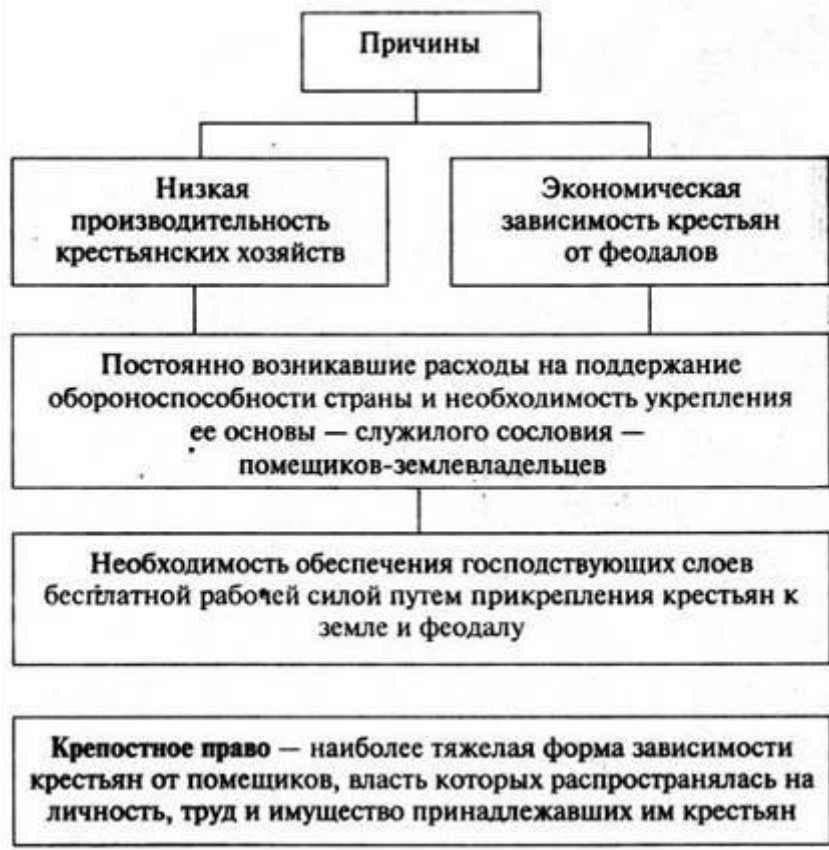 Причины
Низкая
производительность
крестьянских хозяйств
Экономическая
зависимость крестьян
от феодалов
Постоянно возникавшие расходы на поддержание
обороноспособности страны и необходимость укрепления
ее основы — служилого сословия —
помещиков-землевладельцев
Необходимость обеспечения господствующих слоев
бесплатной рабочей силой путем прикрепления крестьян к
земле и феодалу
Крепостное право — наиболее тяжелая форма зависимости
крестьян от помещиков, власть которых распространялась на
личность, труд и имущество принадлежавших им крестьян